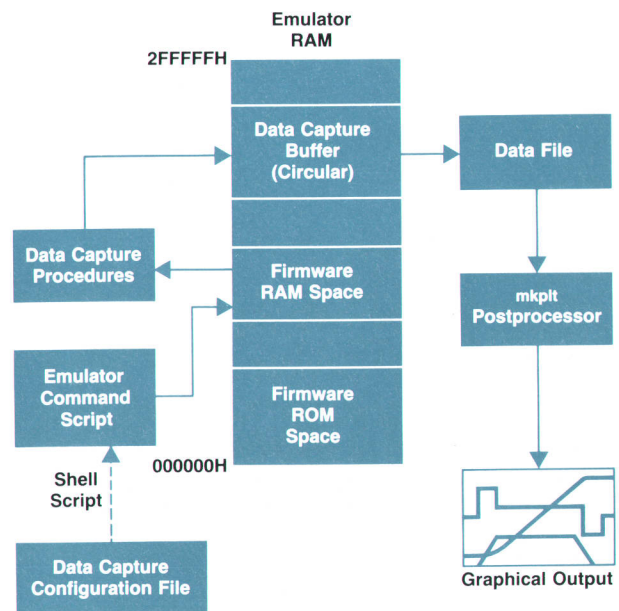 Emulator
RAM
2FFFFFH
Data Capture
Buffer
(Circular)
Data File
Data Capture
Procedures
Firmware
RAM Space
mkplt
Postprocessor
Emulator
Command
Script
Firmware
ROM
Space
000000H
Shell
Script
Data Capture
Configuration File
Graphical Output